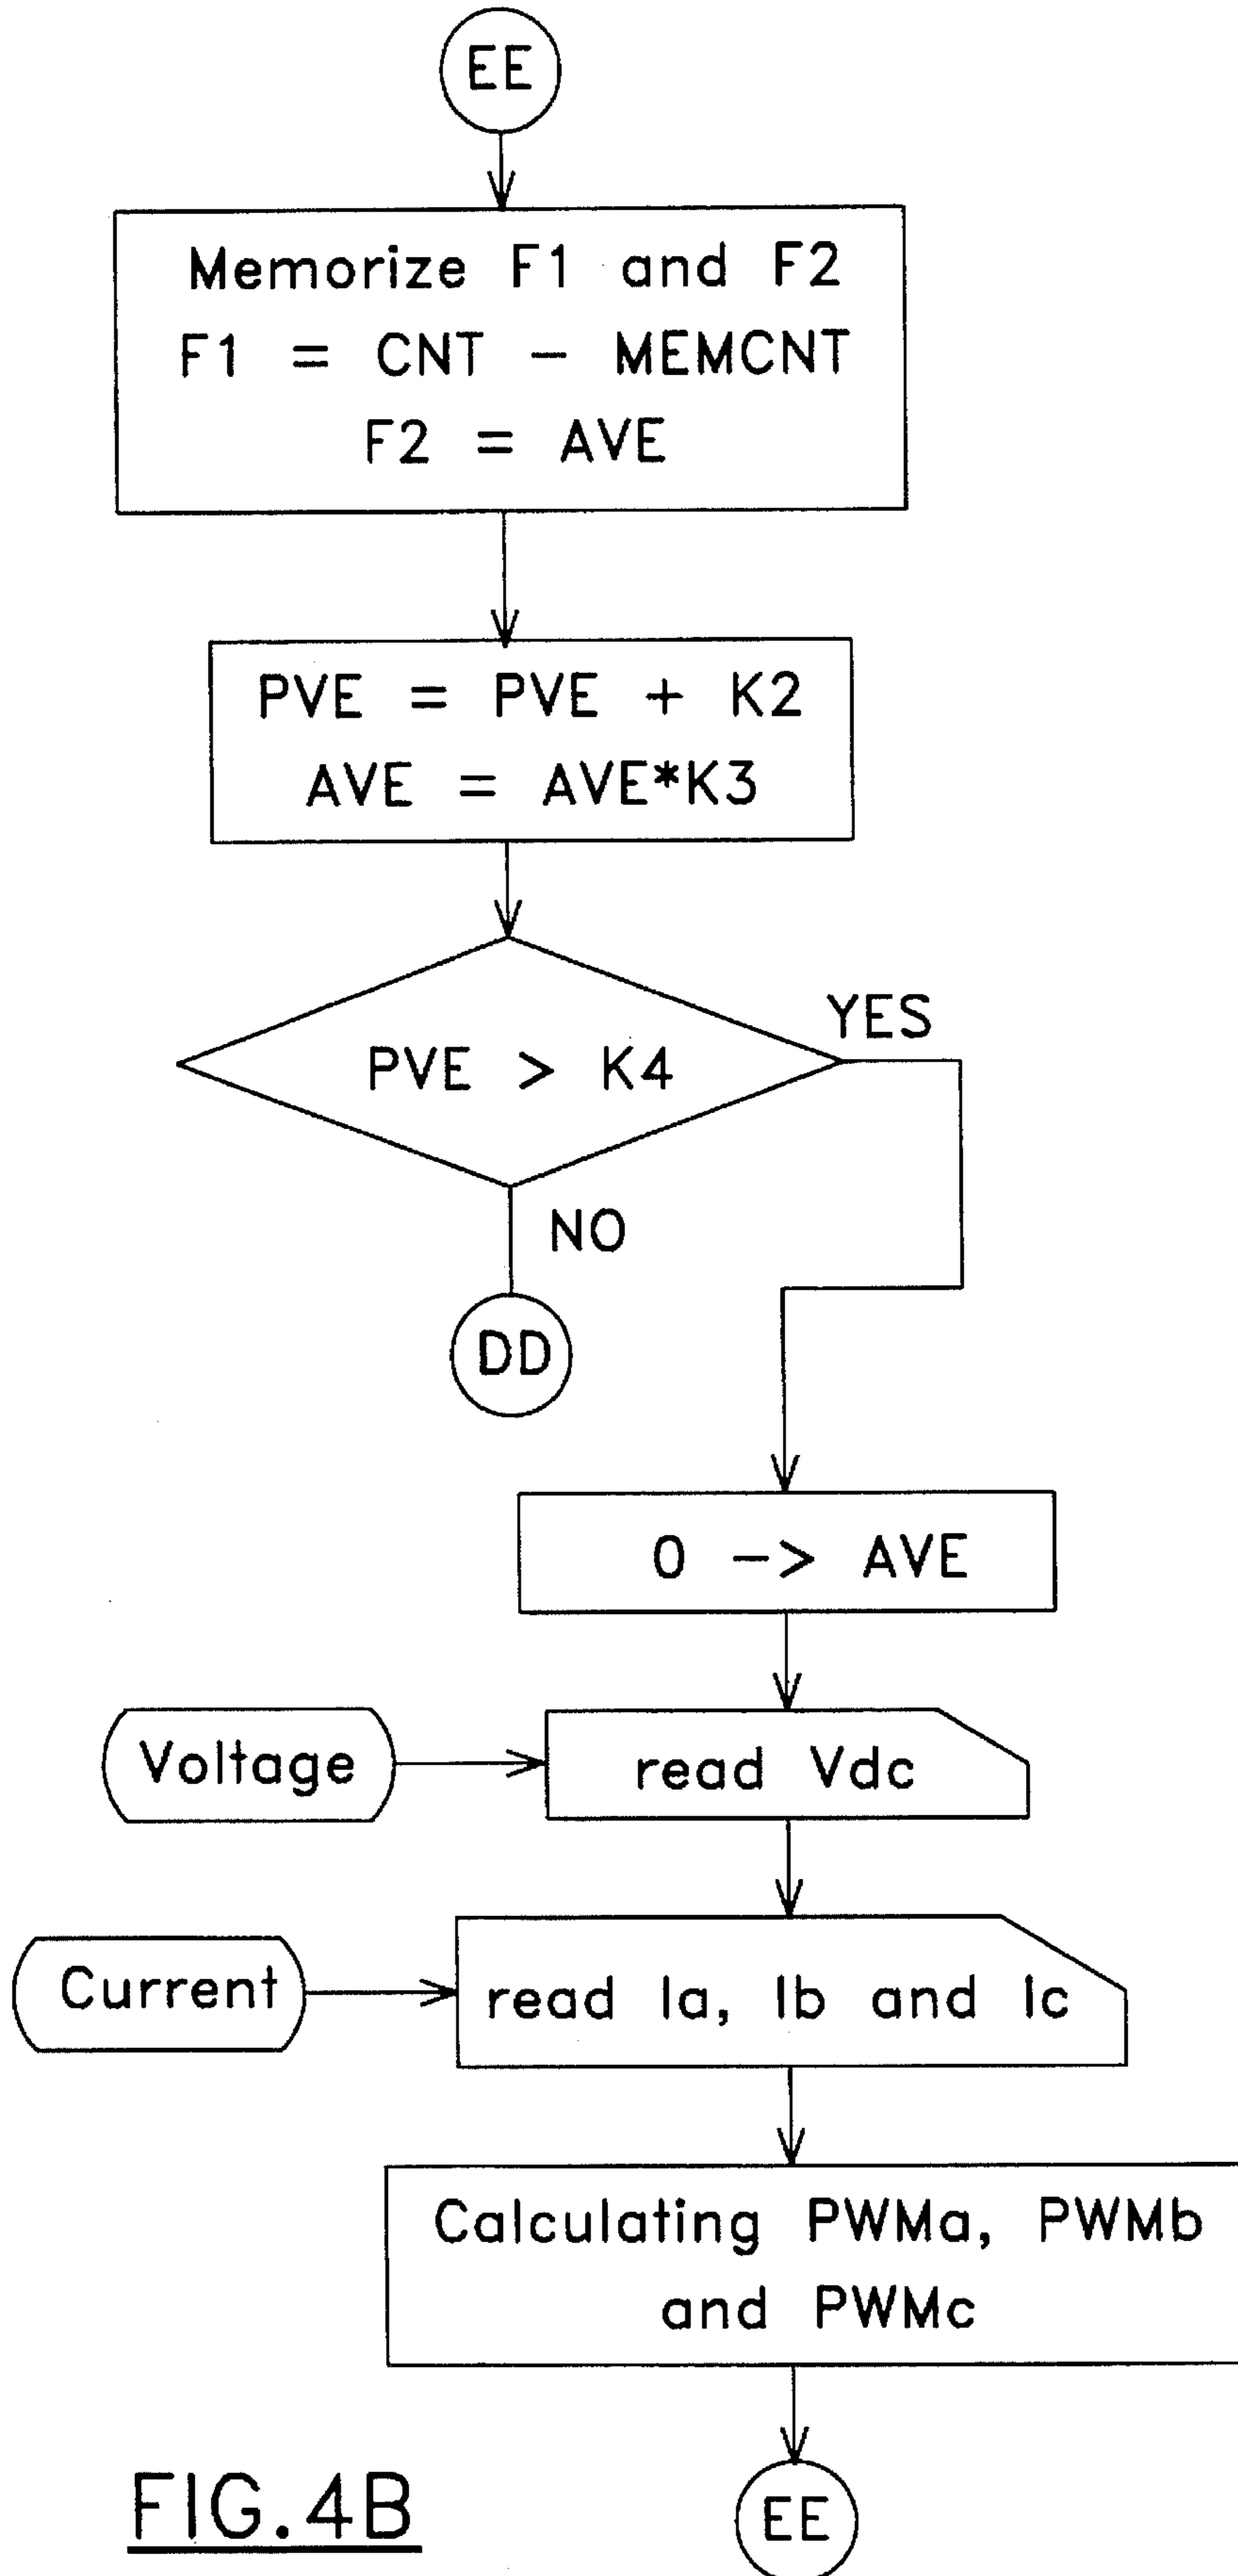 EE
Memorize F1 and F2
F1 = CNT - MEMCNT
F2 = AVE
PVE = PVE + K2
AVE = AVE*K3
PVE > K4
YES
NO
DD
0 -> AVE
Voltage
read Vdc
Current
read Ia, Ib and Ic
Calculating PWMa, PWMb
and PWMc
EE
FIG.4B